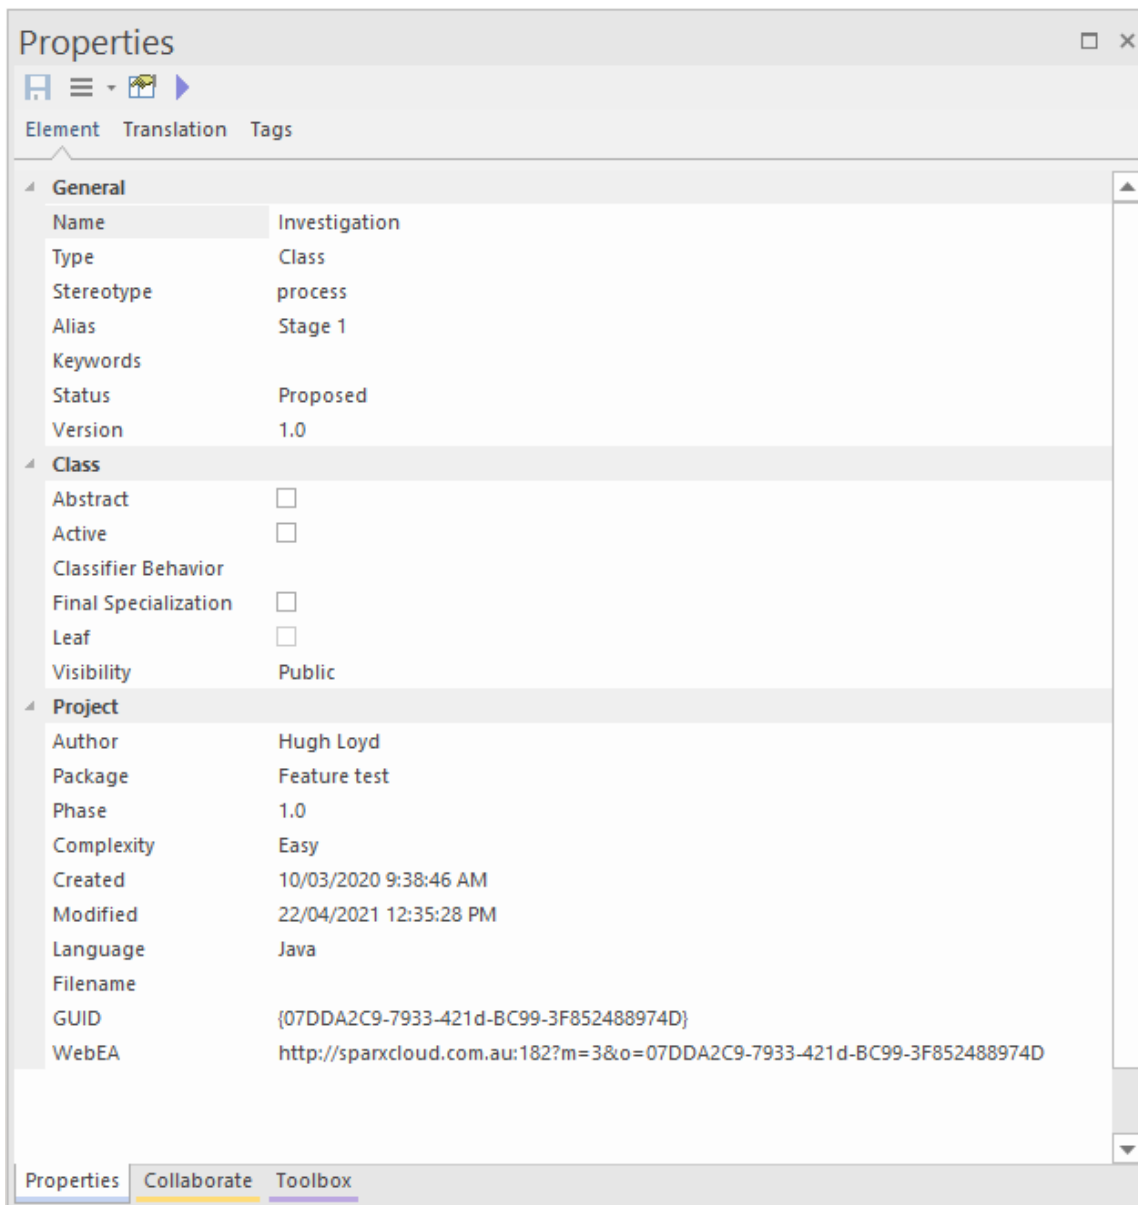 Properties
Element Translation Tags
General
Name Investigation
Type Class
Stereotype process
Alias Stage 1
Keywords
Status Proposed
Version 1.0
Class
Abstract
Active
Classifier Behavior
Final Specialization
Leaf
Visibility Public
Project
Author Hugh Loyd
Package Feature test
Phase 1.0
Complexity Easy
Created 10/03/2020 9:38:46 AM
Modified 22/04/2021 12:35:28 PM
Language Java
Filename
GUID {07DDA2C9-7933-421d-BC99-3F852488974D}
WebEA http://sparxcloud.com.au:182?m=3&o=07DDA2C9-7933-421d-BC99-3F852488974D
Properties Collaborate Toolbox